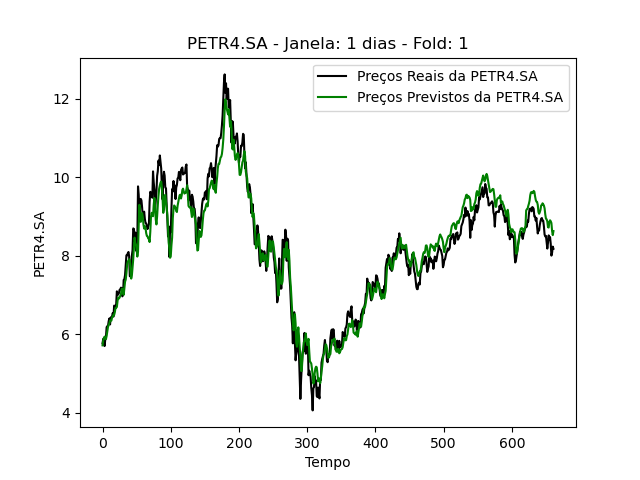 PETR4.SA - Janela: 1 dias - Fold: 1
Preços Reais da PETR4.SA
Preços Previstos da PETR4.SA
PETR4.SA
12
10
8
6
4
0 100 200 300 400 500 600
Tempo